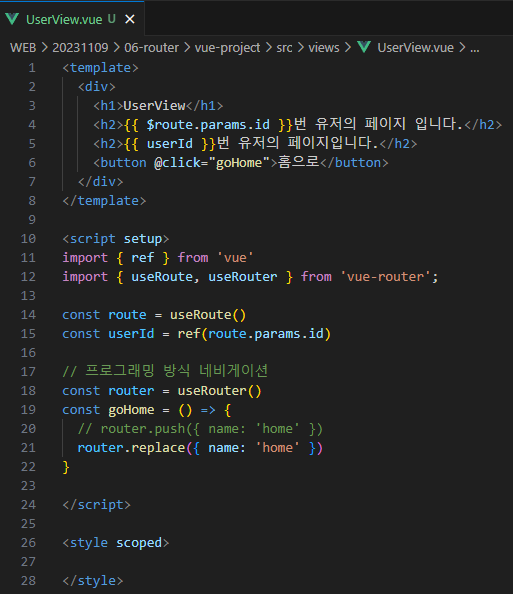 UserView.vue U ×
WEB > 20231109 > 06-router > vue-project > src > views > UserView.vue > ...
1 <template>
2   <div>
3     <h1>UserView</h1>
4     <h2>{{ $route.params.id }}번 유저의 페이지 입니다.</h2>
5     <h2>{{ userId }}번 유저의 페이지입니다.</h2>
6     <button @click="goHome">홈으로</button>
7   </div>
8 </template>
9
10 <script setup>
11 import { ref } from 'vue'
12 import { useRoute, useRouter } from 'vue-router';
13
14 const route = useRoute()
15 const userId = ref(route.params.id)
16
17 // 프로그래밍 방식 네비게이션
18 const router = useRouter()
19 const goHome = () => {
20   // router.push({ name: 'home' })
21   router.replace({ name: 'home' })
22 }
23
24 </script>
25
26 <style scoped>
27
28 </style>